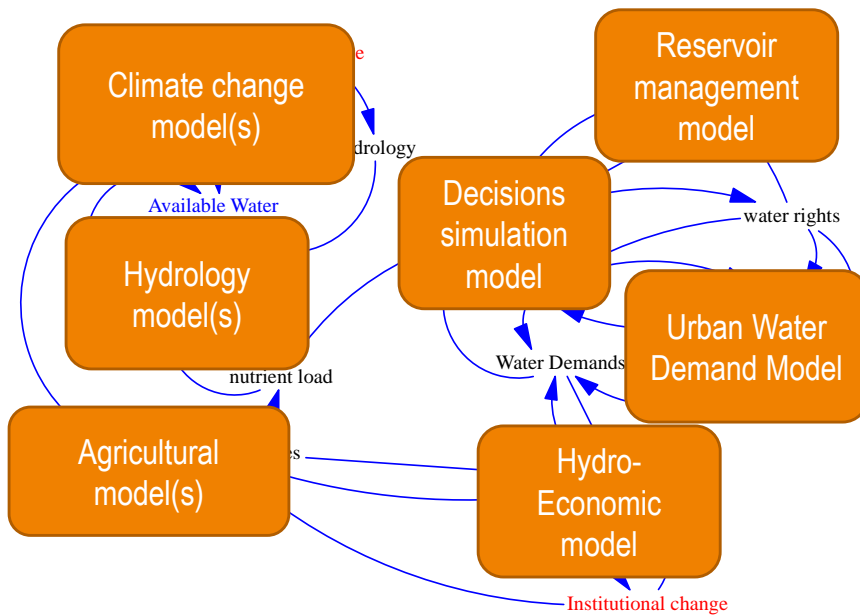 Climate change
model(s)
Reservoir
management
model
Available Water
Decisions
simulation
model
water rights
Hydrology
model(s)
Urban Water
Demand Model
Water Demands
nutrient load
Agricultural
model(s)
Hydro-
Economic
model
Institutional change